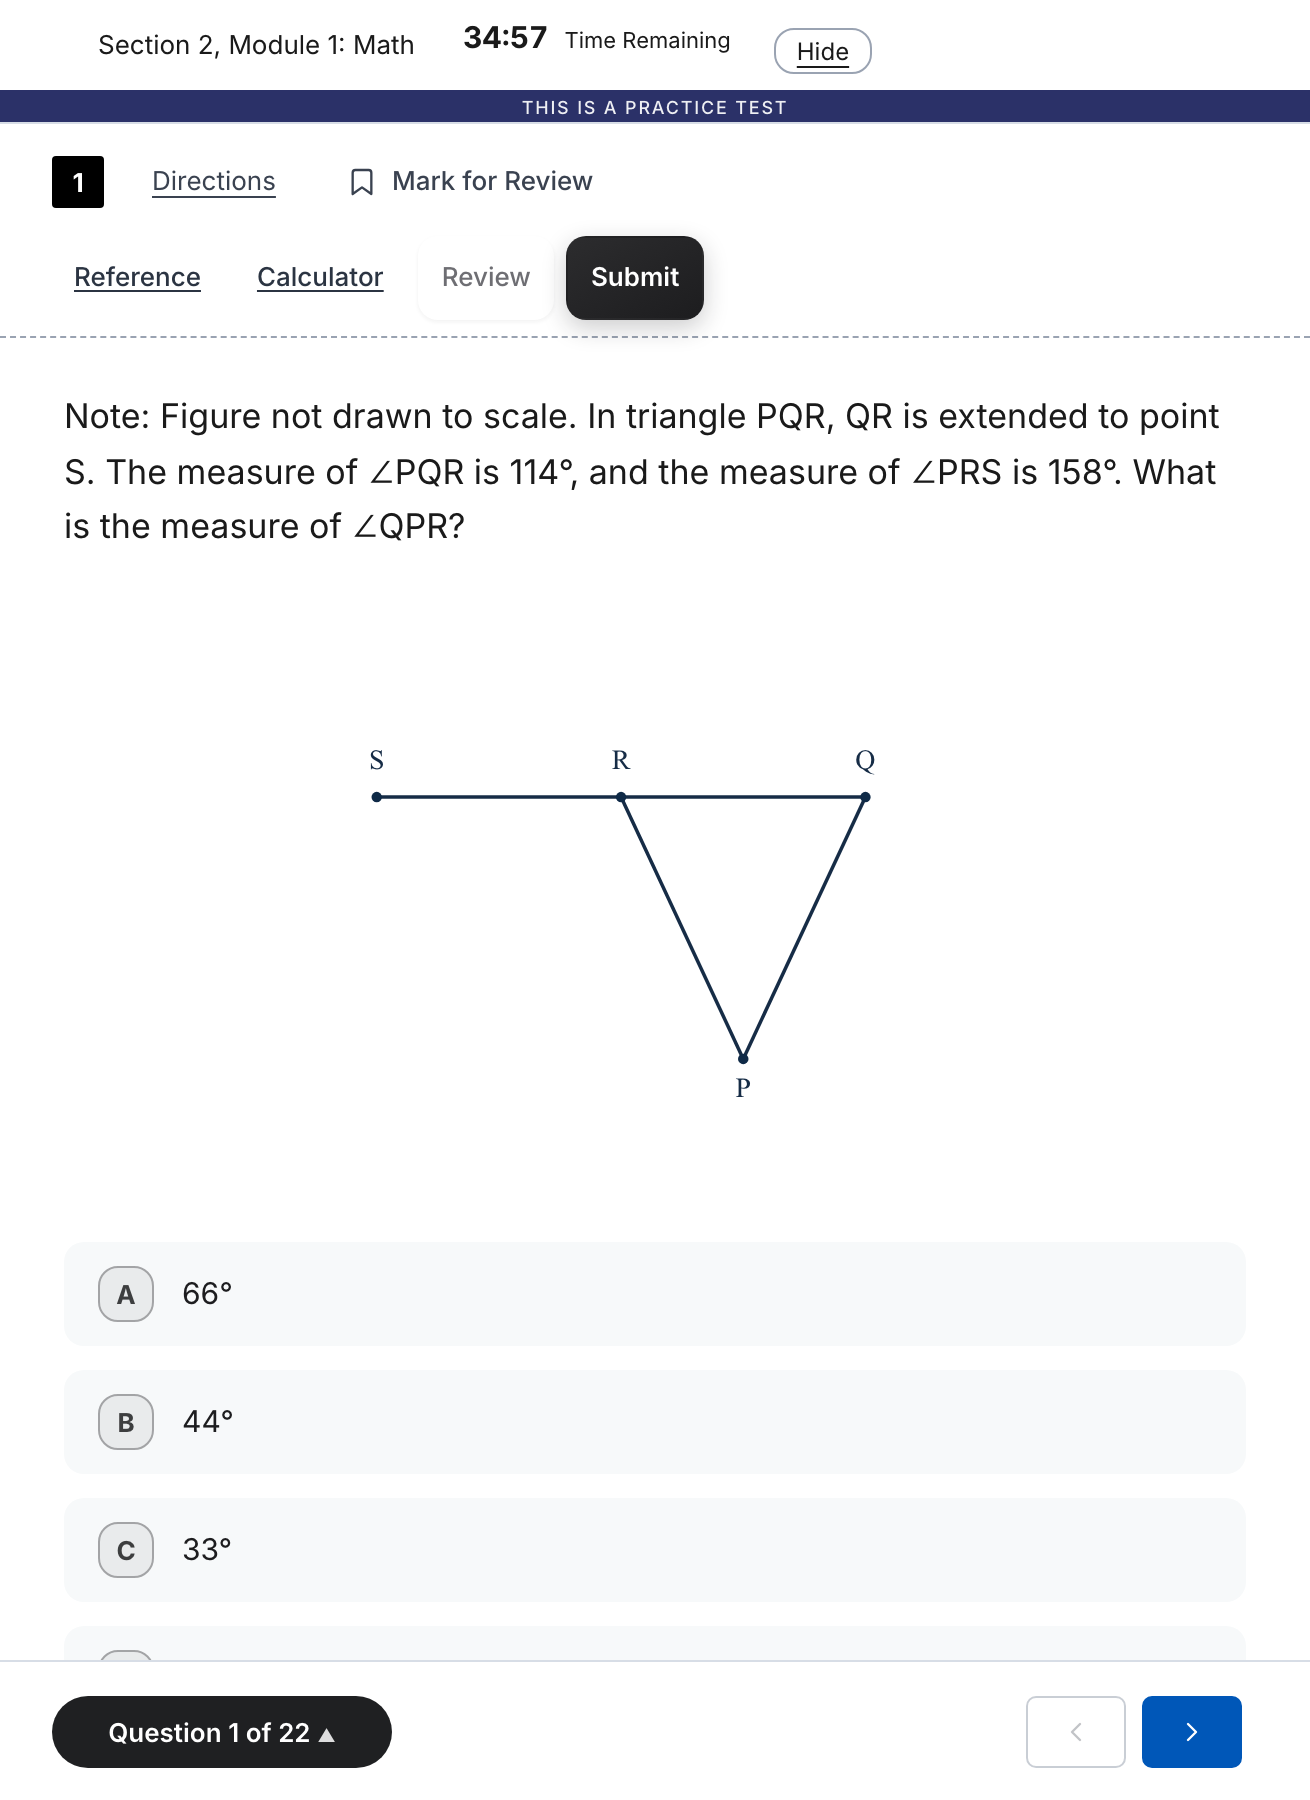 Section 2, Module 1: Math
34:57 Time Remaining
Hide
THIS IS A PRACTICE TEST
1
Directions
Mark for Review
Reference
Calculator
Review
Submit
Note: Figure not drawn to scale. In triangle PQR, QR is extended to point
S. The measure of ∠PQR is 114°, and the measure of ∠PRS is 158°. What
is the measure of ∠QPR?
S R Q
P
A 66°
B 44°
C 33°
Question 1 of 22 ▲